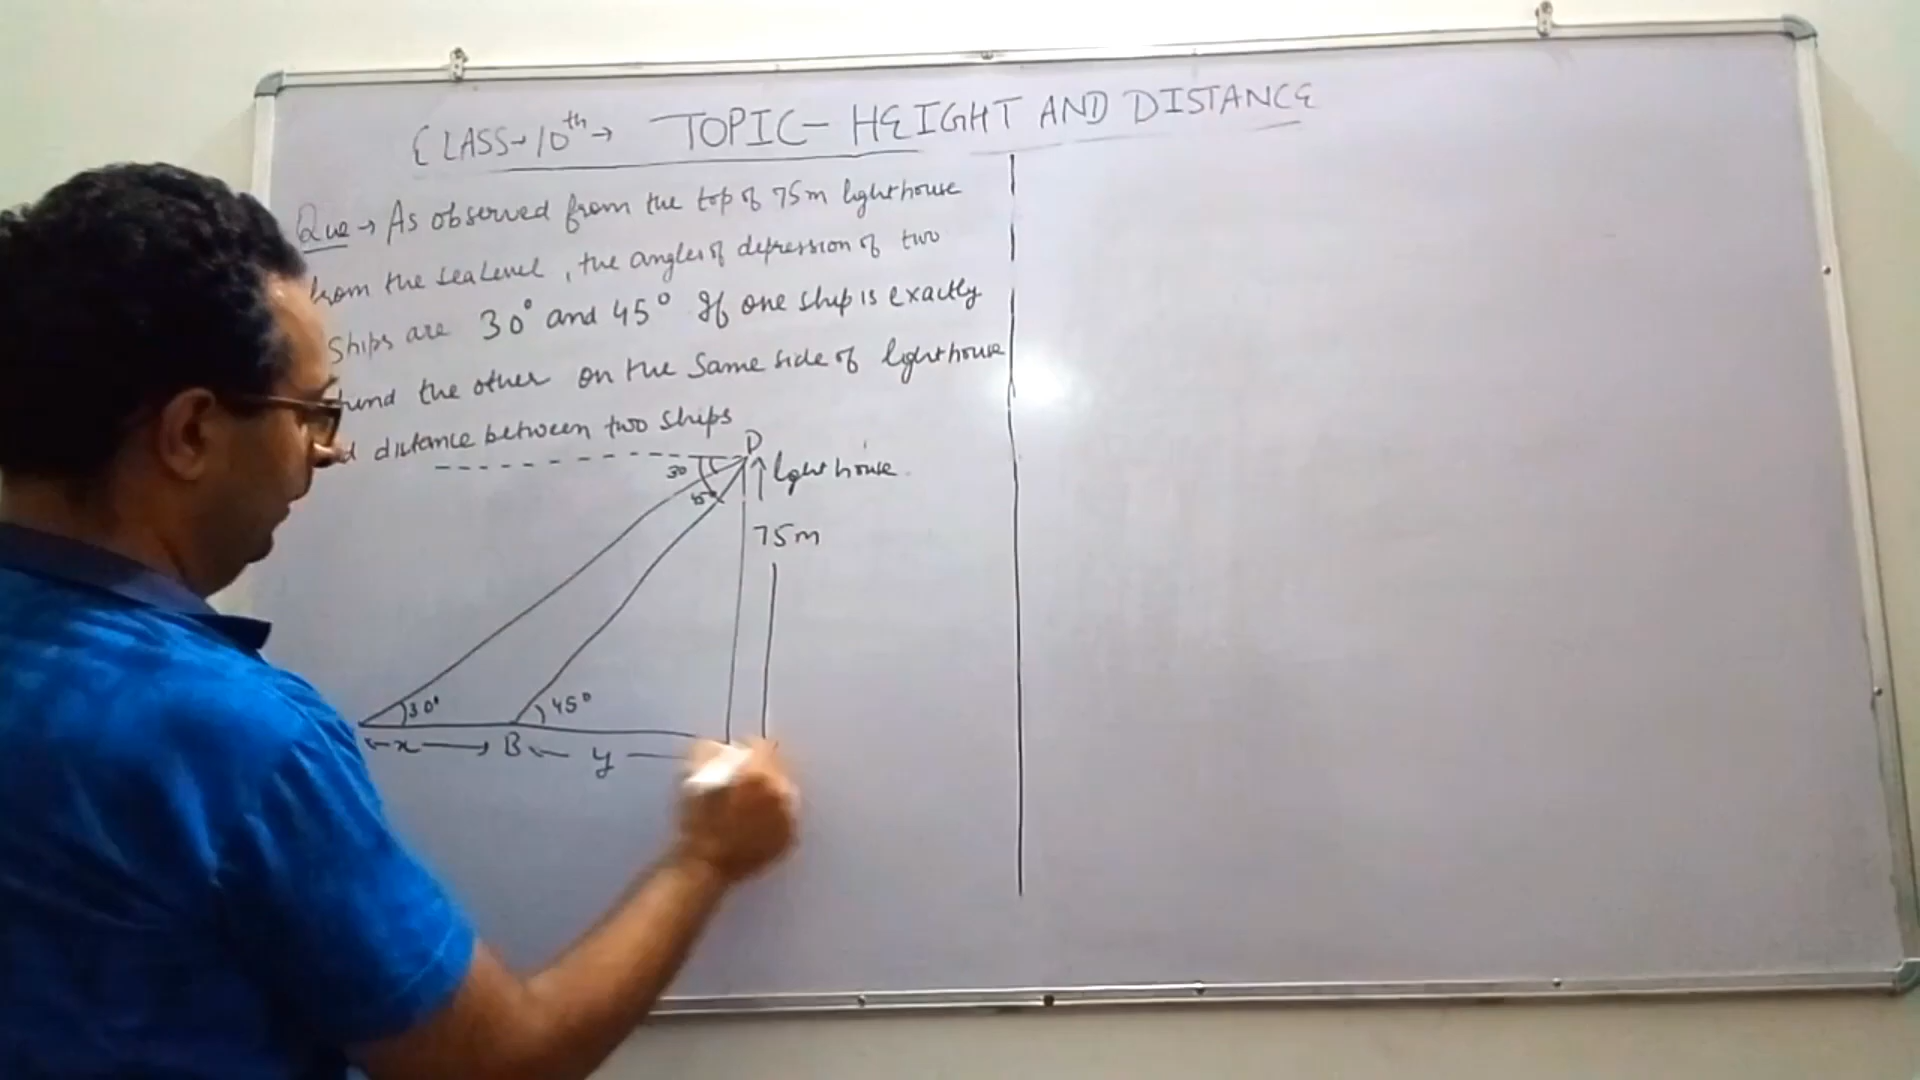 CLASS→10th→ TOPIC- HEIGHT AND DISTANCE
Que→ As observed from the top of 75m lighthouse
from the sea level, the angles of depression of two
ships are 30° and 45° If one ship is exactly
the other on the same side of lighthouse
distance between two ships
D
30
lighthouse
75m
30°
45°
x
B
y